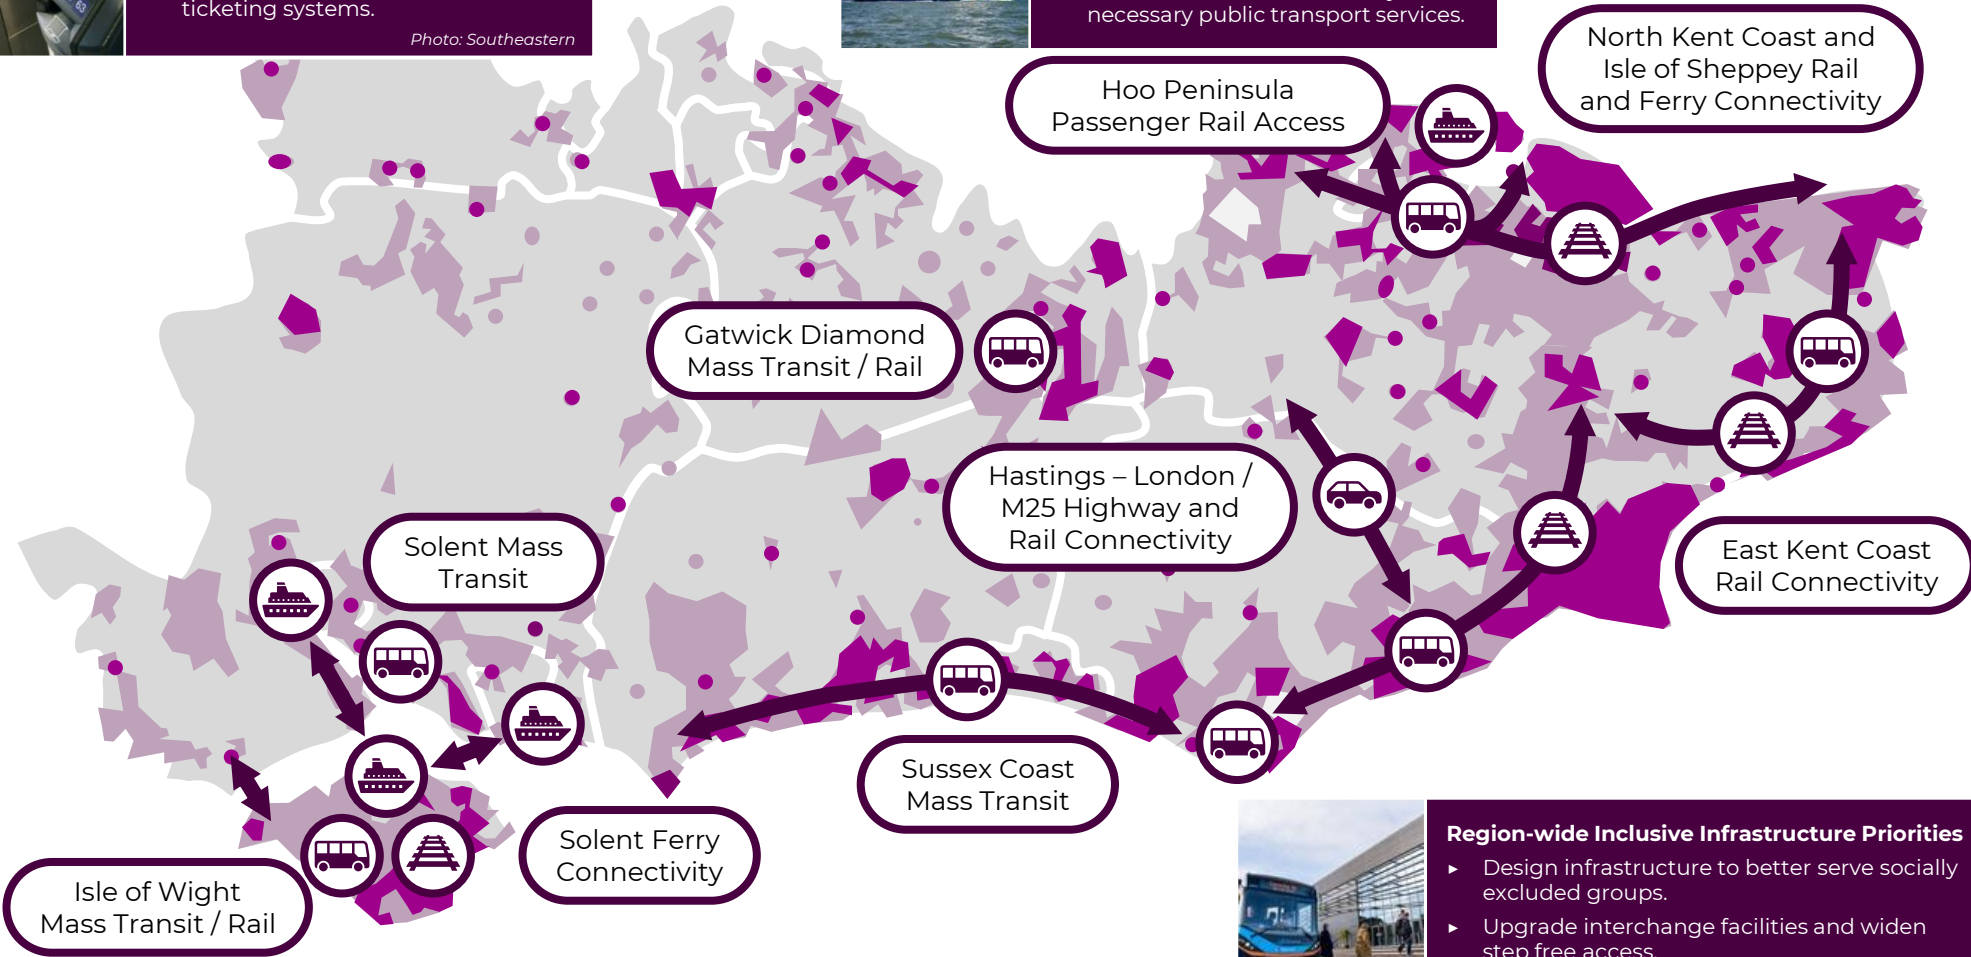 ticketing systems.
Photo: Southeastern
necessary public transport services.
North Kent Coast and
Isle of Sheppey Rail
and Ferry Connectivity
Hoo Peninsula
Passenger Rail Access
Gatwick Diamond
Mass Transit / Rail
Hastings – London /
M25 Highway and
Rail Connectivity
Solent Mass
Transit
East Kent Coast
Rail Connectivity
Sussex Coast
Mass Transit
Solent Ferry
Connectivity
Isle of Wight
Mass Transit / Rail
Region-wide Inclusive Infrastructure Priorities
▸ Design infrastructure to better serve socially
excluded groups.
▸ Upgrade interchange facilities and widen
step free access.